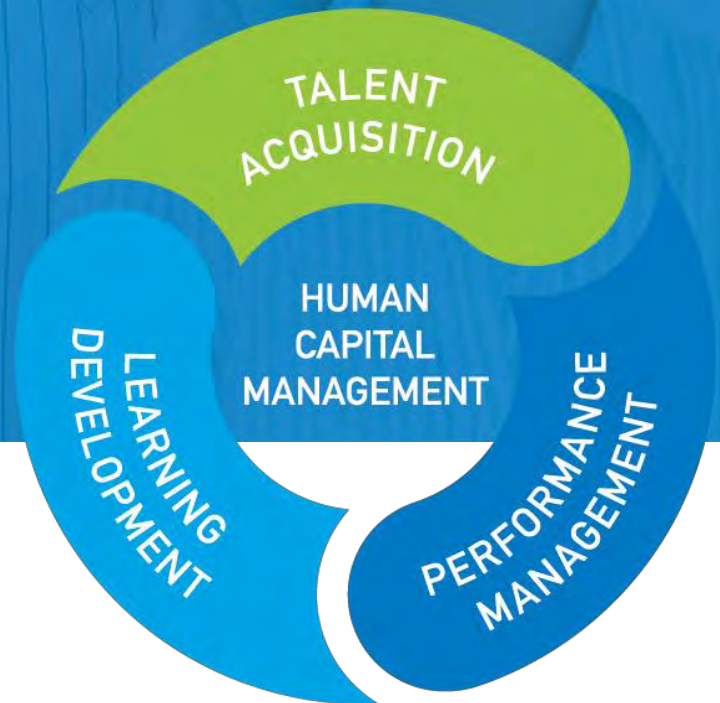 TALENT
ACQUISITION
HUMAN
CAPITAL
MANAGEMENT
LEARNING
DEVELOPMENT
PERFORMANCE
MANAGEMENT